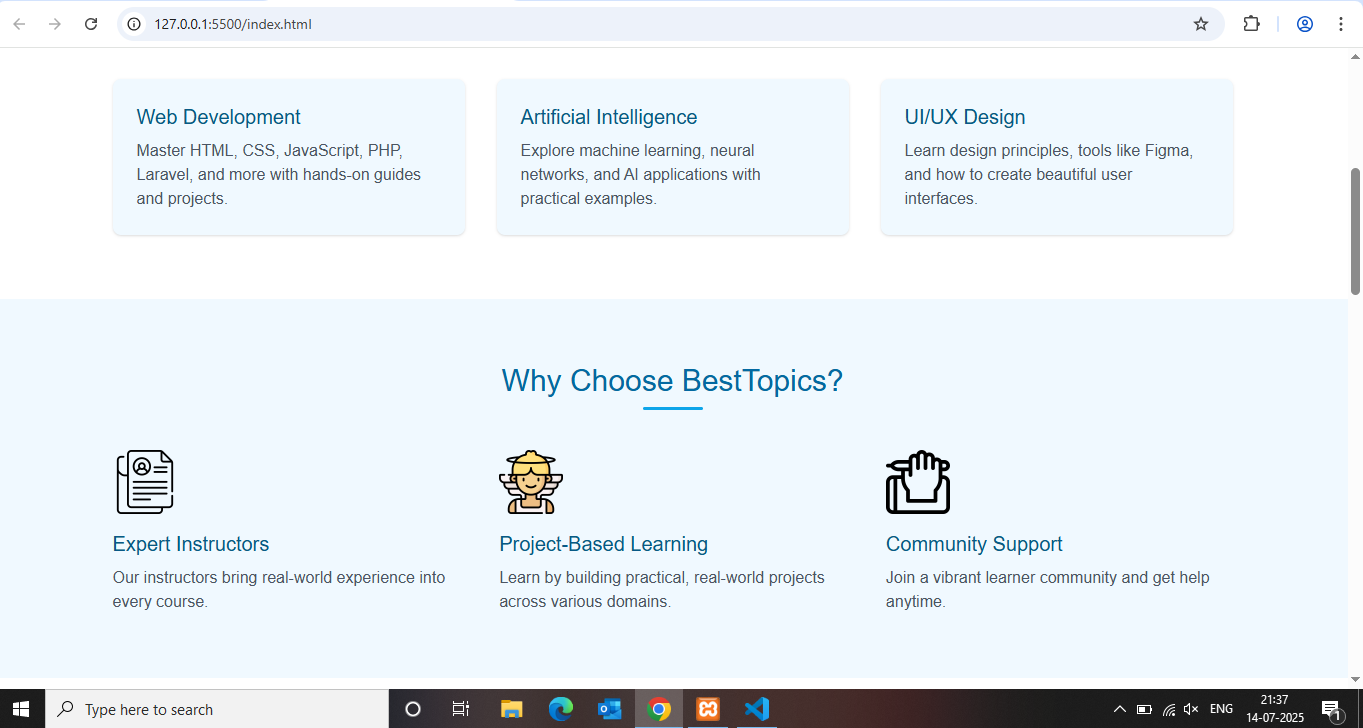 127.0.0.1:5500/index.html
Web Development
Master HTML, CSS, JavaScript, PHP,
Laravel, and more with hands-on guides
and projects.
Artificial Intelligence
Explore machine learning, neural
networks, and AI applications with
practical examples.
UI/UX Design
Learn design principles, tools like Figma,
and how to create beautiful user
interfaces.
Why Choose BestTopics?
Expert Instructors
Our instructors bring real-world experience into
every course.
Project-Based Learning
Learn by building practical, real-world projects
across various domains.
Community Support
Join a vibrant learner community and get help
anytime.
Type here to search
ENG
21:37
14-07-2025
1